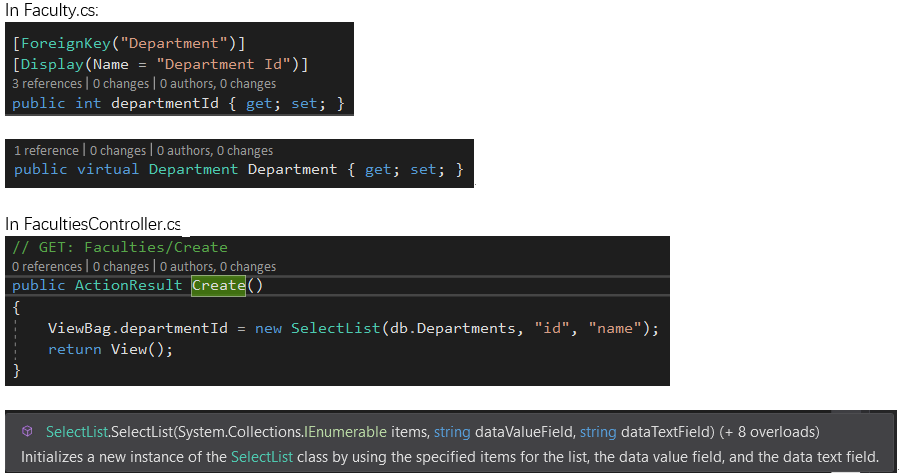 In Faculty.cs:
[ForeignKey("Department")]
[Display(Name = "Department Id")]
3 references | 0 changes | 0 authors, 0 changes
public int departmentId { get; set; }
1 reference | 0 changes | 0 authors, 0 changes
public virtual Department Department { get; set; }
In FacultiesController.cs
// GET: Faculties/Create
0 references | 0 changes | 0 authors, 0 changes
public ActionResult Create()
{
ViewBag.departmentId = new SelectList(db.Departments, "id", "name");
return View();
}
SelectList.SelectList(System.Collections.IEnumerable items, string dataValueField, string dataTextField) (+ 8 overloads)
Initializes a new instance of the SelectList class by using the specified items for the list, the data value field, and the data text field.